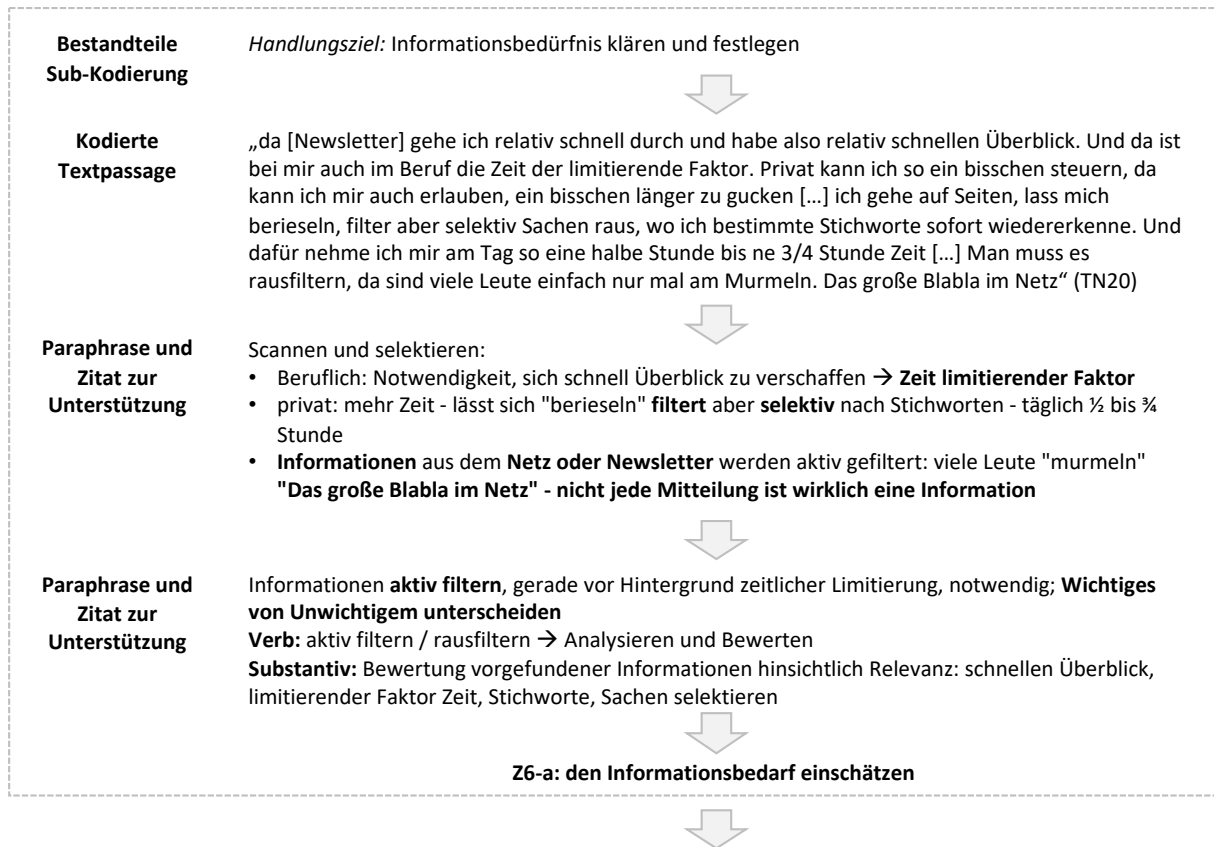 Bestandteile
Sub-Kodierung
Handlungsziel: Informationsbedürfnis klären und festlegen
Kodierte
Textpassage
„da [Newsletter] gehe ich relativ schnell durch und habe also relativ schnellen Überblick. Und da ist
bei mir auch im Beruf die Zeit der limitierende Faktor. Privat kann ich so ein bisschen steuern, da
kann ich mir auch erlauben, ein bisschen länger zu gucken […] ich gehe auf Seiten, lass mich
berieseln, filter aber selektiv Sachen raus, wo ich bestimmte Stichworte sofort wiedererkenne. Und
dafür nehme ich mir am Tag so eine halbe Stunde bis ne 3/4 Stunde Zeit […] Man muss es
rausfiltern, da sind viele Leute einfach nur mal am Murmeln. Das große Blabla im Netz“ (TN20)
Paraphrase und
Zitat zur
Unterstützung
Scannen und selektieren:
• Beruflich: Notwendigkeit, sich schnell Überblick zu verschaffen → Zeit limitierender Faktor
• privat: mehr Zeit - lässt sich "berieseln" filtert aber selektiv nach Stichworten - täglich ½ bis ¾
Stunde
• Informationen aus dem Netz oder Newsletter werden aktiv gefiltert: viele Leute "murmeln"
"Das große Blabla im Netz" - nicht jede Mitteilung ist wirklich eine Information
Paraphrase und
Zitat zur
Unterstützung
Informationen aktiv filtern, gerade vor Hintergrund zeitlicher Limitierung, notwendig; Wichtiges
von Unwichtigem unterscheiden
Verb: aktiv filtern / rausfiltern → Analysieren und Bewerten
Substantiv: Bewertung vorgefundener Informationen hinsichtlich Relevanz: schnellen Überblick,
limitierender Faktor Zeit, Stichworte, Sachen selektieren
Z6-a: den Informationsbedarf einschätzen